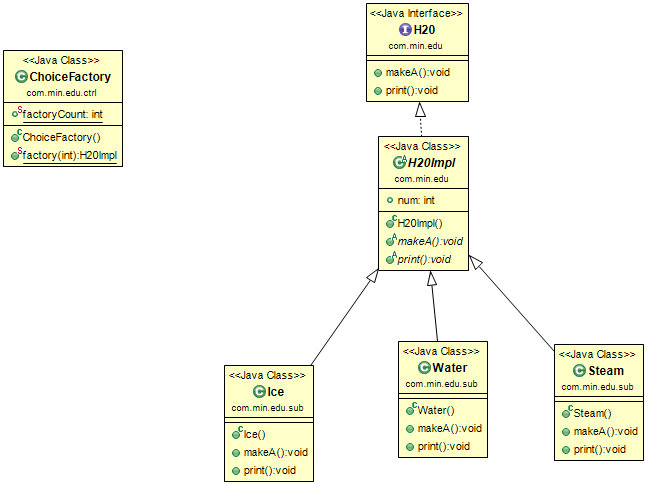 <<Java Class>>
ChoiceFactory
com.min.edu.ctrl
factoryCount: int
ChoiceFactory()
factory(int):H20Impl
<<Java Interface>>
H20
com.min.edu
makeA():void
print():void
<<Java Class>>
H20Impl
com.min.edu
num: int
H20Impl()
makeA():void
print():void
<<Java Class>>
Ice
com.min.edu.sub
Ice()
makeA():void
print():void
<<Java Class>>
Water
com.min.edu.sub
Water()
makeA():void
print():void
<<Java Class>>
Steam
com.min.edu.sub
Steam()
makeA():void
print():void